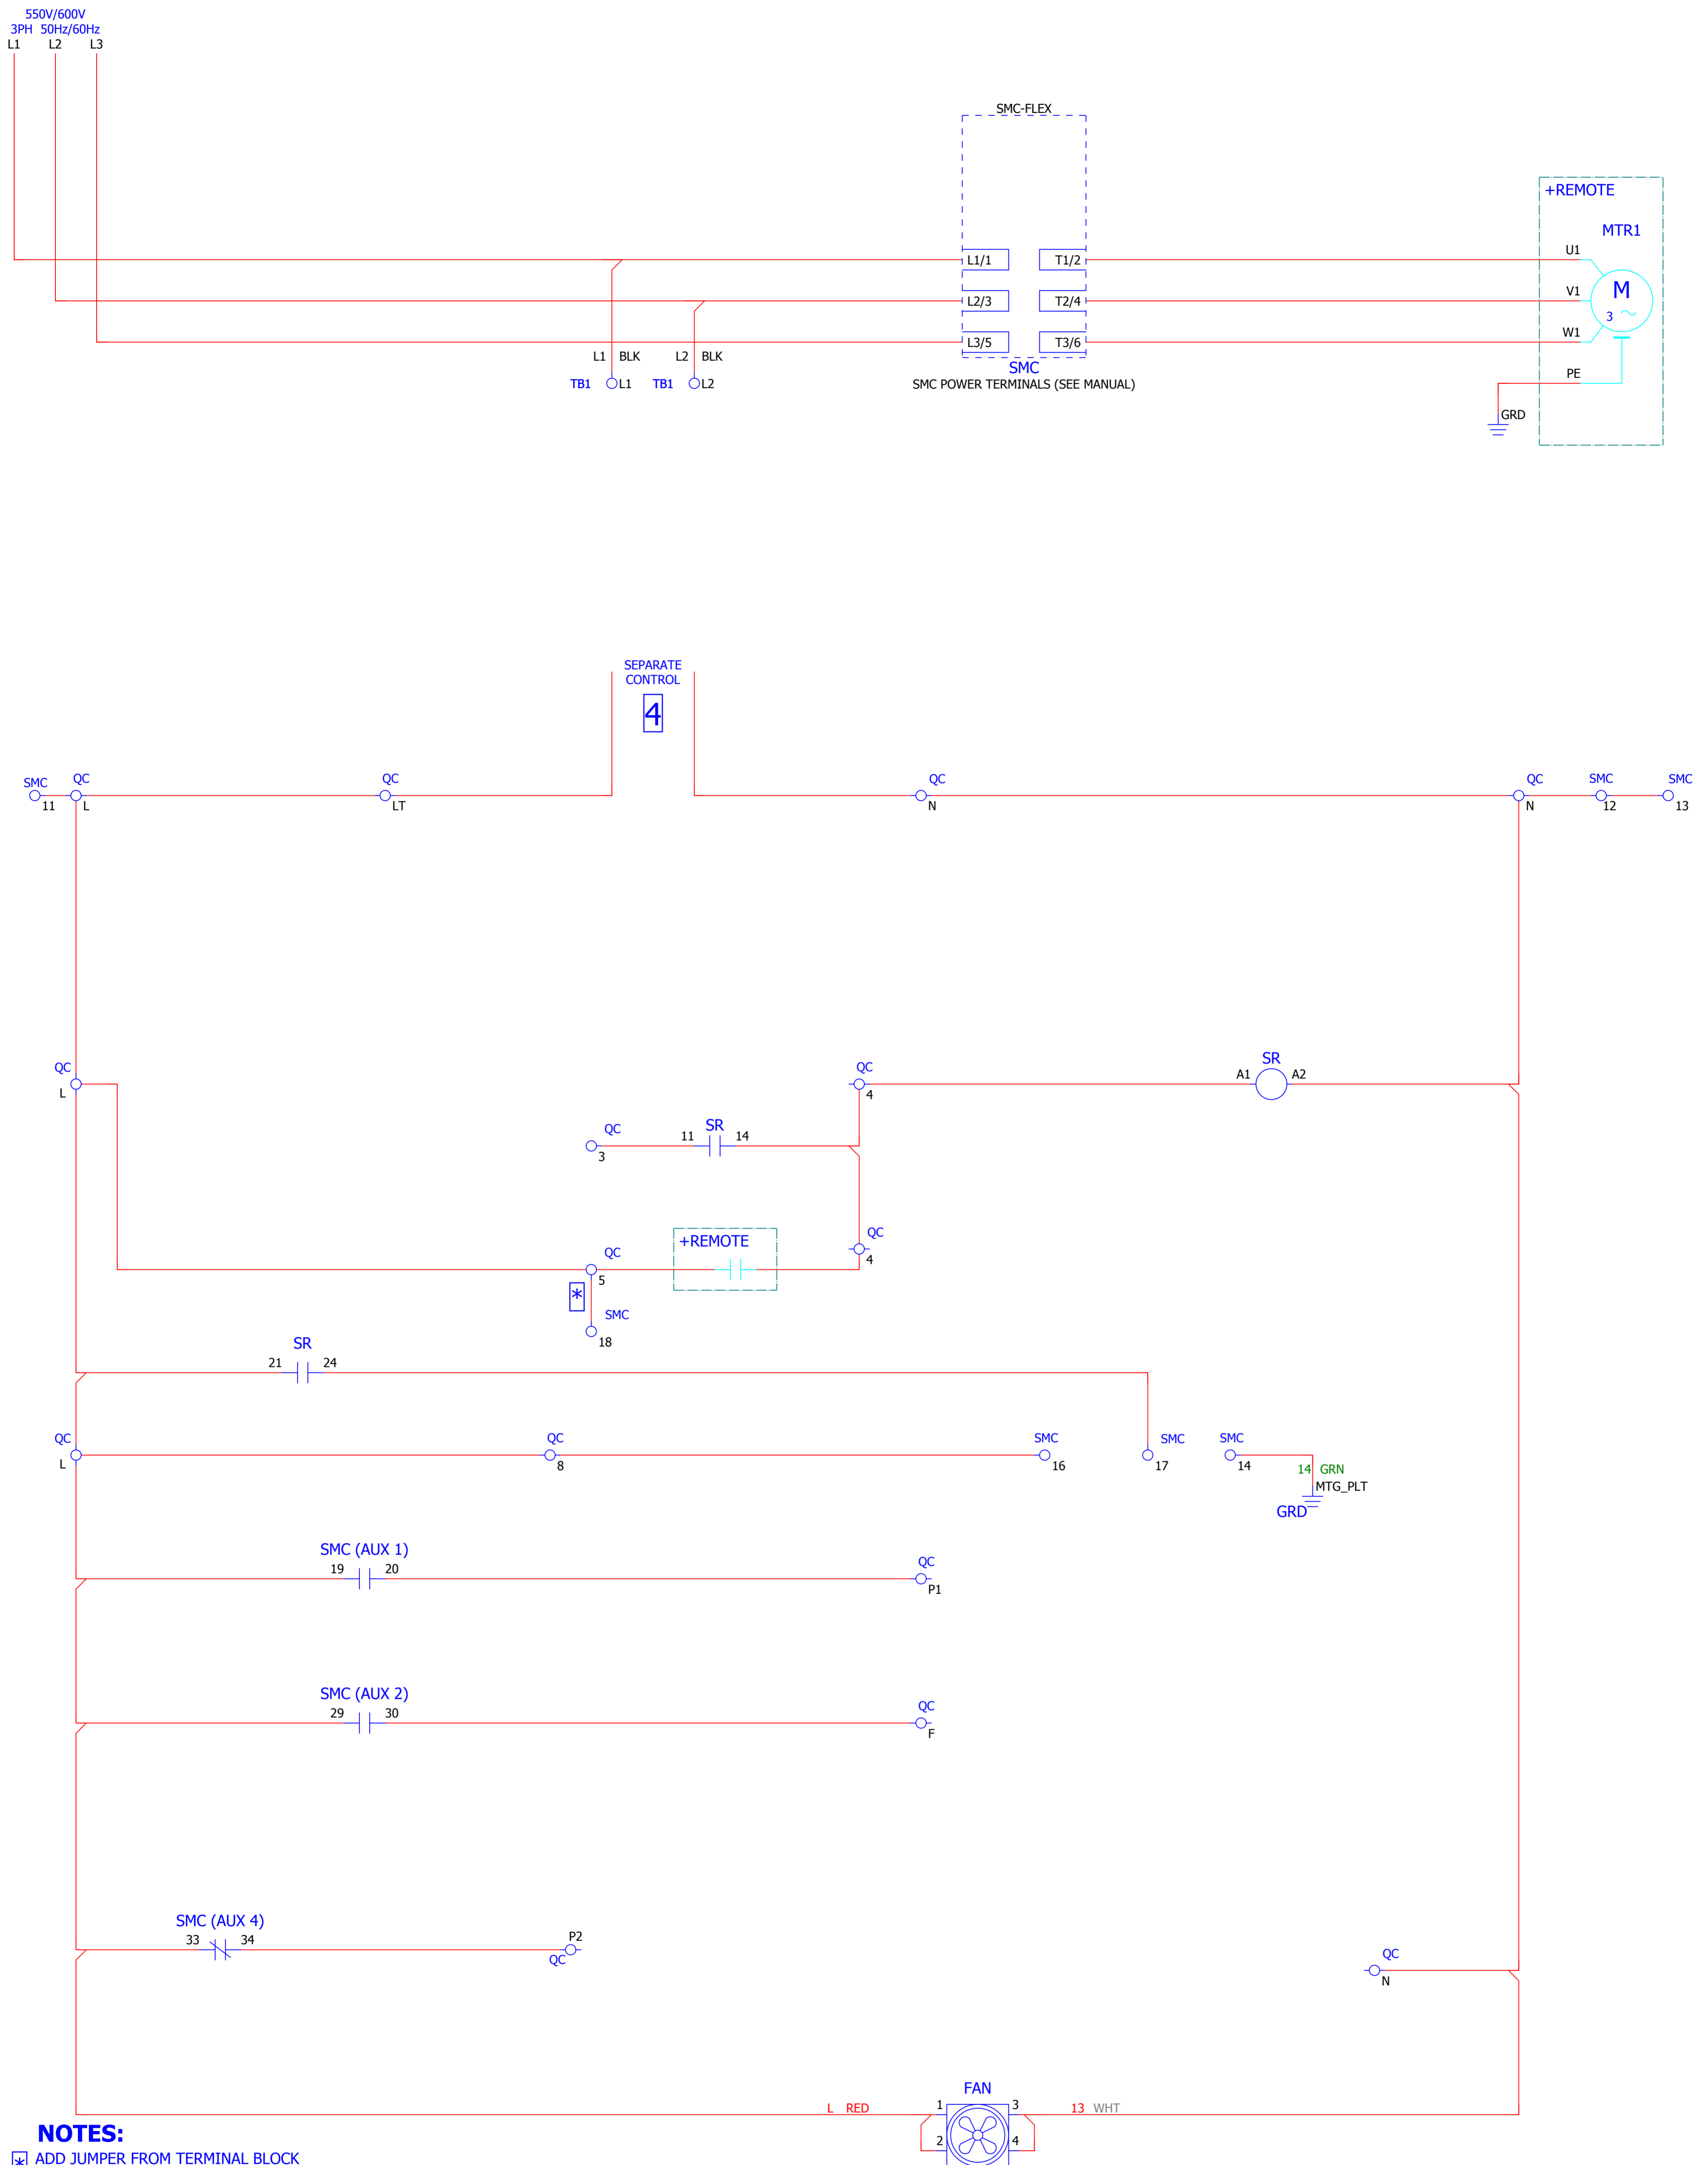 550V/600V
3PH 50Hz/60Hz
L1 L2 L3
SMC-FLEX
+REMOTE
MTR1
U1
L1/1 T1/2
M
V1
3
L2/3 T2/4
W1
L3/5 T3/6
L1 BLK L2 BLK
SMC
PE
TB1 L1 TB1 L2
SMC POWER TERMINALS (SEE MANUAL)
GRD
SEPARATE
CONTROL
4
SMC QC QC QC QC SMC SMC
11 L LT N N 12 13
QC QC SR
A1 A2
L 4
QC SR
11 14
3
QC
+REMOTE
4
QC
5
*
SMC
18
SR
21 24
QC QC SMC SMC SMC
L 8 16 17 14
14 GRN
MTG_PLT
GRD
SMC (AUX 1)
19 20 QC
P1
SMC (AUX 2)
29 30 QC
F
SMC (AUX 4)
33 34 P2
QC
QC
N
FAN
L RED 1 3 13 WHT
2 4
NOTES:
* ADD JUMPER FROM TERMINAL BLOCK